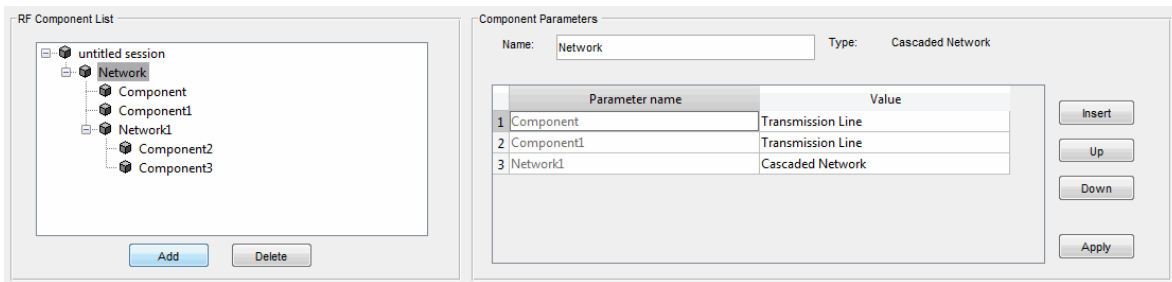 RF Component List
untitled session
Network
Component
Component1
Network1
Component2
Component3
Add Delete
Component Parameters
Name: Network Type: Cascaded Network
Parameter name Value
1 Component Transmission Line
2 Component1 Transmission Line
3 Network1 Cascaded Network
Insert
Up
Down
Apply